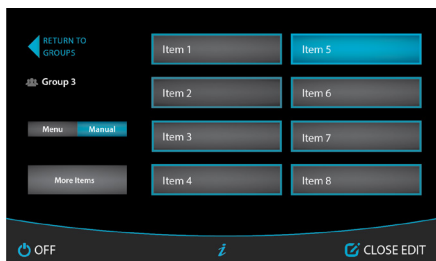 RETURN TO
GROUPS
Group 3
Menu Manual
More Items
Item 1
Item 2
Item 3
Item 4
Item 5
Item 6
Item 7
Item 8
OFF
i
CLOSE EDIT